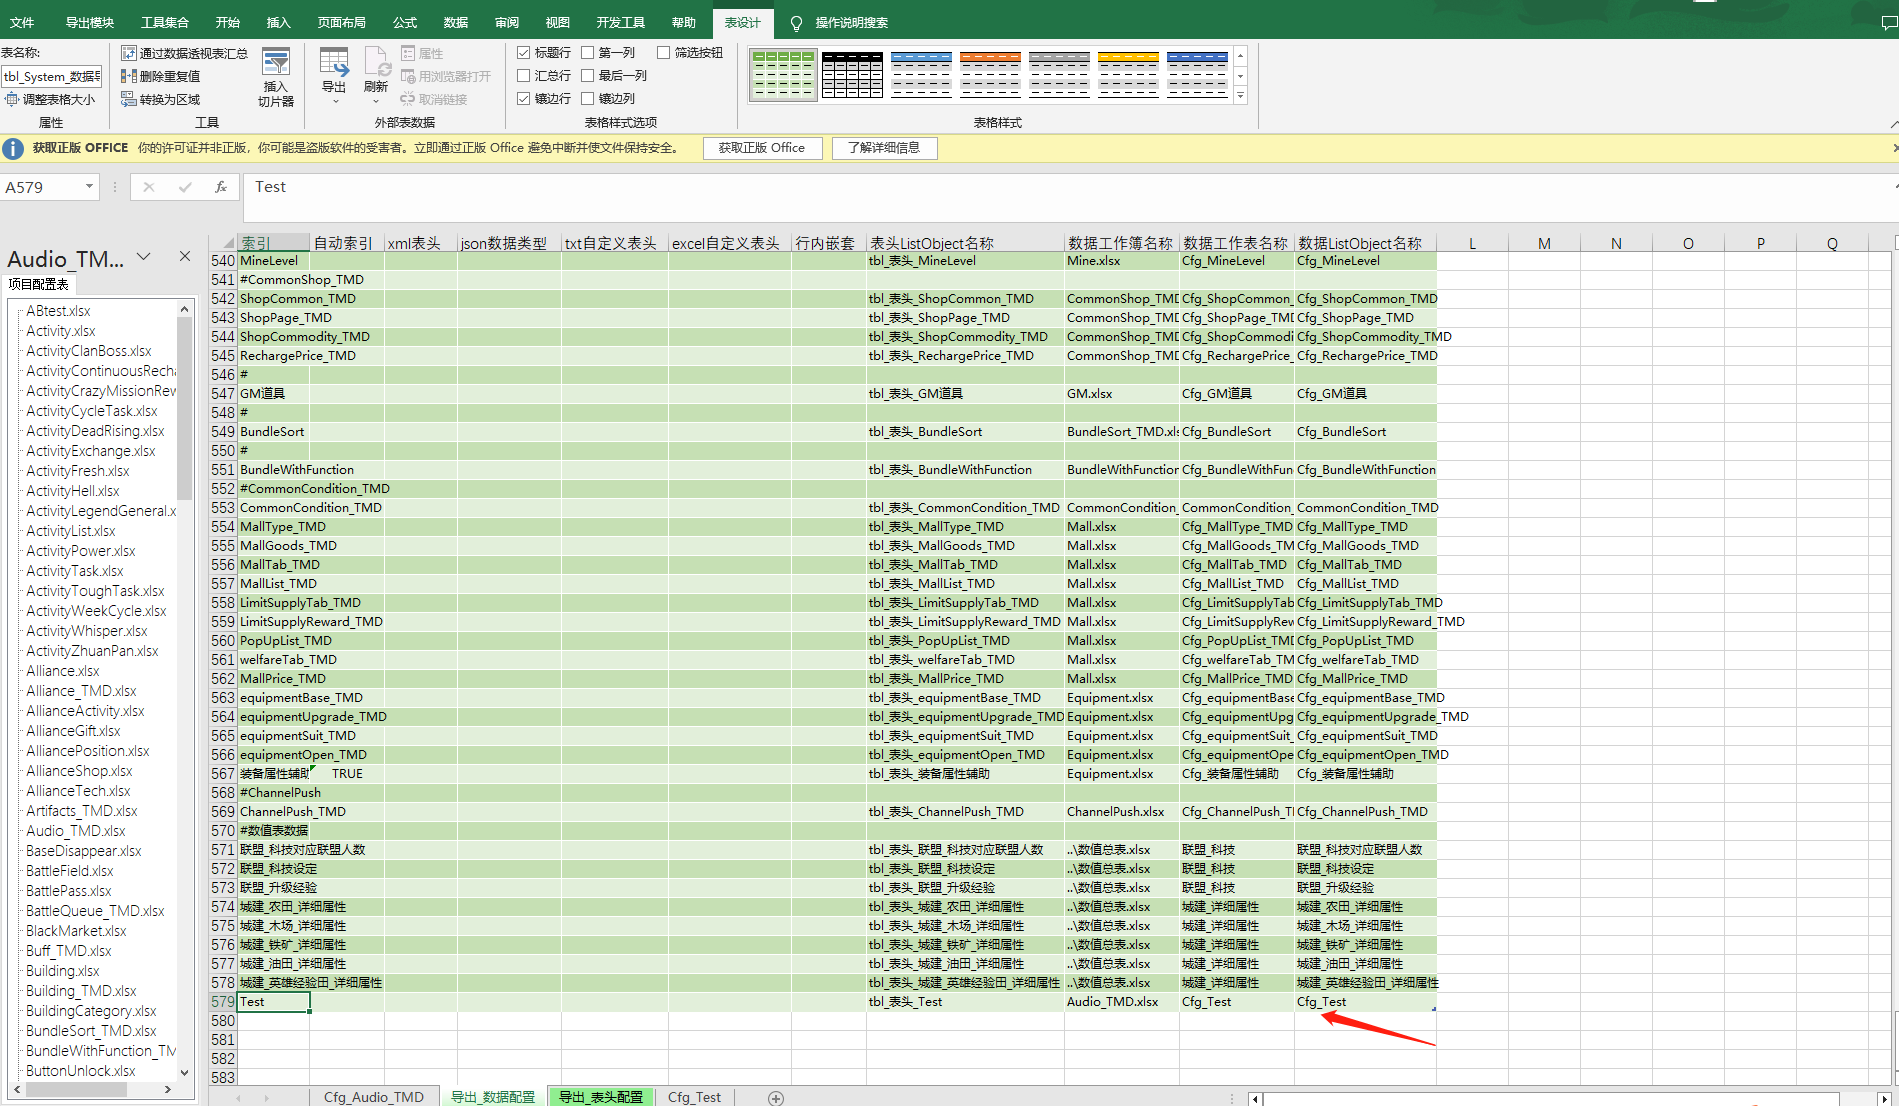 文件 导出模块 工具集合 开始 插入 页面布局 公式 数据 审阅 视图 开发工具 帮助 表设计 操作说明搜索
表名称:
tbl_System_数据导
调整表格大小
属性
通过数据透视表汇总
删除重复值
转换为区域
插入
切片器
工具
导出
刷新
属性
用浏览器打开
取消链接
外部表数据
标题行 第一列 筛选按钮
汇总行 最后一列
镶边行 镶边列
表格样式选项
表格样式
获取正版 OFFICE 你的许可证并非正版，你可能是盗版软件的受害者。立即通过正版 Office 避免中断并使文件保持安全。 获取正版 Office 了解详细信息
A579 fx Test
Audio_TM...
项目配置表
ABtest.xlsx
Activity.xlsx
ActivityClanBoss.xlsx
ActivityContinuousRecha
ActivityCrazyMissionRew
ActivityCycleTask.xlsx
ActivityDeadRising.xlsx
ActivityExchange.xlsx
ActivityFresh.xlsx
ActivityHell.xlsx
ActivityLegendGeneral.x
ActivityList.xlsx
ActivityPower.xlsx
ActivityTask.xlsx
ActivityToughTask.xlsx
ActivityWeekCycle.xlsx
ActivityWhisper.xlsx
ActivityZhuanPan.xlsx
Alliance.xlsx
Alliance_TMD.xlsx
AllianceActivity.xlsx
AllianceGift.xlsx
AlliancePosition.xlsx
AllianceShop.xlsx
AllianceTech.xlsx
Artifacts_TMD.xlsx
Audio_TMD.xlsx
BaseDisappear.xlsx
BattleField.xlsx
BattlePass.xlsx
BattleQueue_TMD.xlsx
BlackMarket.xlsx
Buff_TMD.xlsx
Building.xlsx
Building_TMD.xlsx
BuildingCategory.xlsx
BundleSort_TMD.xlsx
BundleWithFunction_TM
ButtonUnlock.xlsx
索引 自动索引 xml表头 json数据类型 txt自定义表头 excel自定义表头 行内嵌套 表头ListObject名称 数据工作簿名称 数据工作表名称 数据ListObject名称 L M N O P Q
540 MineLevel tbl_表头_MineLevel Mine.xlsx Cfg_MineLevel Cfg_MineLevel
541 #CommonShop_TMD
542 ShopCommon_TMD tbl_表头_ShopCommon_TMD CommonShop_TMD Cfg_ShopCommon_ Cfg_ShopCommon_TMD
543 ShopPage_TMD tbl_表头_ShopPage_TMD CommonShop_TMD Cfg_ShopPage_TMD Cfg_ShopPage_TMD
544 ShopCommodity_TMD tbl_表头_ShopCommodity_TMD CommonShop_TMD Cfg_ShopCommodi Cfg_ShopCommodity_TMD
545 RechargePrice_TMD tbl_表头_RechargePrice_TMD CommonShop_TMD Cfg_RechargePrice_ Cfg_RechargePrice_TMD
546 #
547 GM道具 tbl_表头_GM道具 GM.xlsx Cfg_GM道具 Cfg_GM道具
548 #
549 BundleSort tbl_表头_BundleSort BundleSort_TMD.xls Cfg_BundleSort Cfg_BundleSort
550 #
551 BundleWithFunction tbl_表头_BundleWithFunction BundleWithFunction Cfg_BundleWithFun Cfg_BundleWithFunction
552 #CommonCondition_TMD
553 CommonCondition_TMD tbl_表头_CommonCondition_TMD CommonCondition_ CommonCondition_ CommonCondition_TMD
554 MallType_TMD tbl_表头_MallType_TMD Mall.xlsx Cfg_MallType_TMD Cfg_MallType_TMD
555 MallGoods_TMD tbl_表头_MallGoods_TMD Mall.xlsx Cfg_MallGoods_TM Cfg_MallGoods_TMD
556 MallTab_TMD tbl_表头_MallTab_TMD Mall.xlsx Cfg_MallTab_TMD Cfg_MallTab_TMD
557 MallList_TMD tbl_表头_MallList_TMD Mall.xlsx Cfg_MallList_TMD Cfg_MallList_TMD
558 LimitSupplyTab_TMD tbl_表头_LimitSupplyTab_TMD Mall.xlsx Cfg_LimitSupplyTab Cfg_LimitSupplyTab_TMD
559 LimitSupplyReward_TMD tbl_表头_LimitSupplyReward_TMD Mall.xlsx Cfg_LimitSupplyRew Cfg_LimitSupplyReward_TMD
560 PopUpList_TMD tbl_表头_PopUpList_TMD Mall.xlsx Cfg_PopUpList_TMD Cfg_PopUpList_TMD
561 welfareTab_TMD tbl_表头_welfareTab_TMD Mall.xlsx Cfg_welfareTab_TM Cfg_welfareTab_TMD
562 MallPrice_TMD tbl_表头_MallPrice_TMD Mall.xlsx Cfg_MallPrice_TMD Cfg_MallPrice_TMD
563 equipmentBase_TMD tbl_表头_equipmentBase_TMD Equipment.xlsx Cfg_equipmentBase Cfg_equipmentBase_TMD
564 equipmentUpgrade_TMD tbl_表头_equipmentUpgrade_TMD Equipment.xlsx Cfg_equipmentUpg Cfg_equipmentUpgrade_TMD
565 equipmentSuit_TMD tbl_表头_equipmentSuit_TMD Equipment.xlsx Cfg_equipmentSuit_ Cfg_equipmentSuit_TMD
566 equipmentOpen_TMD tbl_表头_equipmentOpen_TMD Equipment.xlsx Cfg_equipmentOpe Cfg_equipmentOpen_TMD
567 装备属性辅助 TRUE tbl_表头_装备属性辅助 Equipment.xlsx Cfg_装备属性辅助 Cfg_装备属性辅助
568 #ChannelPush
569 ChannelPush_TMD tbl_表头_ChannelPush_TMD ChannelPush.xlsx Cfg_ChannelPush_TM Cfg_ChannelPush_TMD
570 #数值表数据
571 联盟_科技对应联盟人数 tbl_表头_联盟_科技对应联盟人数 ..\数值总表.xlsx 联盟_科技 联盟_科技对应联盟人数
572 联盟_科技设定 tbl_表头_联盟_科技设定 ..\数值总表.xlsx 联盟_科技 联盟_科技设定
573 联盟_升级经验 tbl_表头_联盟_升级经验 ..\数值总表.xlsx 联盟_科技 联盟_升级经验
574 城建_农田_详细属性 tbl_表头_城建_农田_详细属性 ..\数值总表.xlsx 城建_详细属性 城建_农田_详细属性
575 城建_木场_详细属性 tbl_表头_城建_木场_详细属性 ..\数值总表.xlsx 城建_详细属性 城建_木场_详细属性
576 城建_铁矿_详细属性 tbl_表头_城建_铁矿_详细属性 ..\数值总表.xlsx 城建_详细属性 城建_铁矿_详细属性
577 城建_油田_详细属性 tbl_表头_城建_油田_详细属性 ..\数值总表.xlsx 城建_详细属性 城建_油田_详细属性
578 城建_英雄经验田_详细属性 tbl_表头_城建_英雄经验田_详细属性 ..\数值总表.xlsx 城建_详细属性 城建_英雄经验田_详细属性
579 Test tbl_表头_Test Audio_TMD.xlsx Cfg_Test Cfg_Test
580
581
582
583
Cfg_Audio_TMD 导出_数据配置 导出_表头配置 Cfg_Test